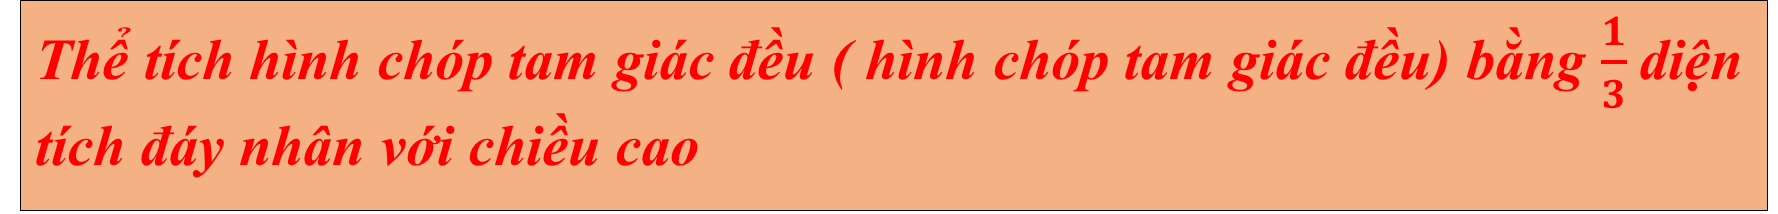 Thể tích hình chóp tam giác đều ( hình chóp tam giác đều) bằng 1/3 diện
tích đáy nhân với chiều cao